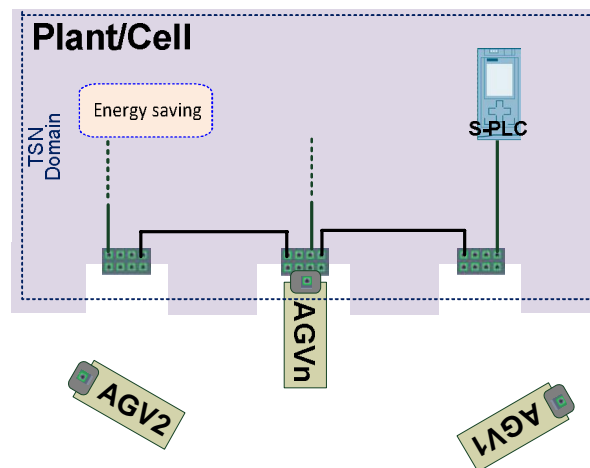 Plant/Cell
Energy saving
TSN
Domain
S-PLC
AGVn
AGV2
AGV1